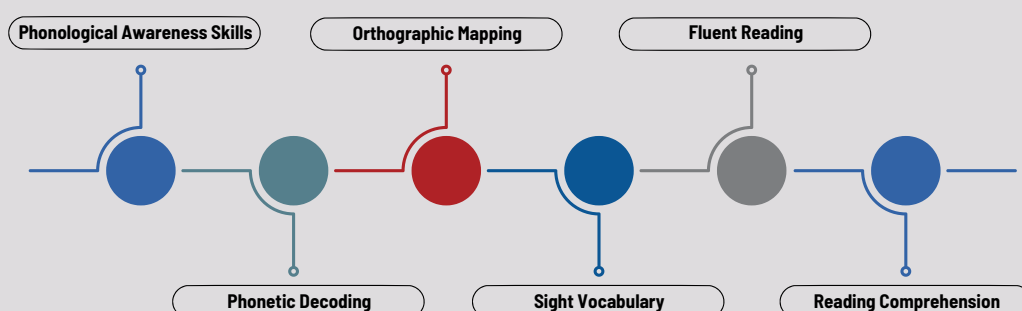 Phonological Awareness Skills
Orthographic Mapping
Fluent Reading
Phonetic Decoding
Sight Vocabulary
Reading Comprehension